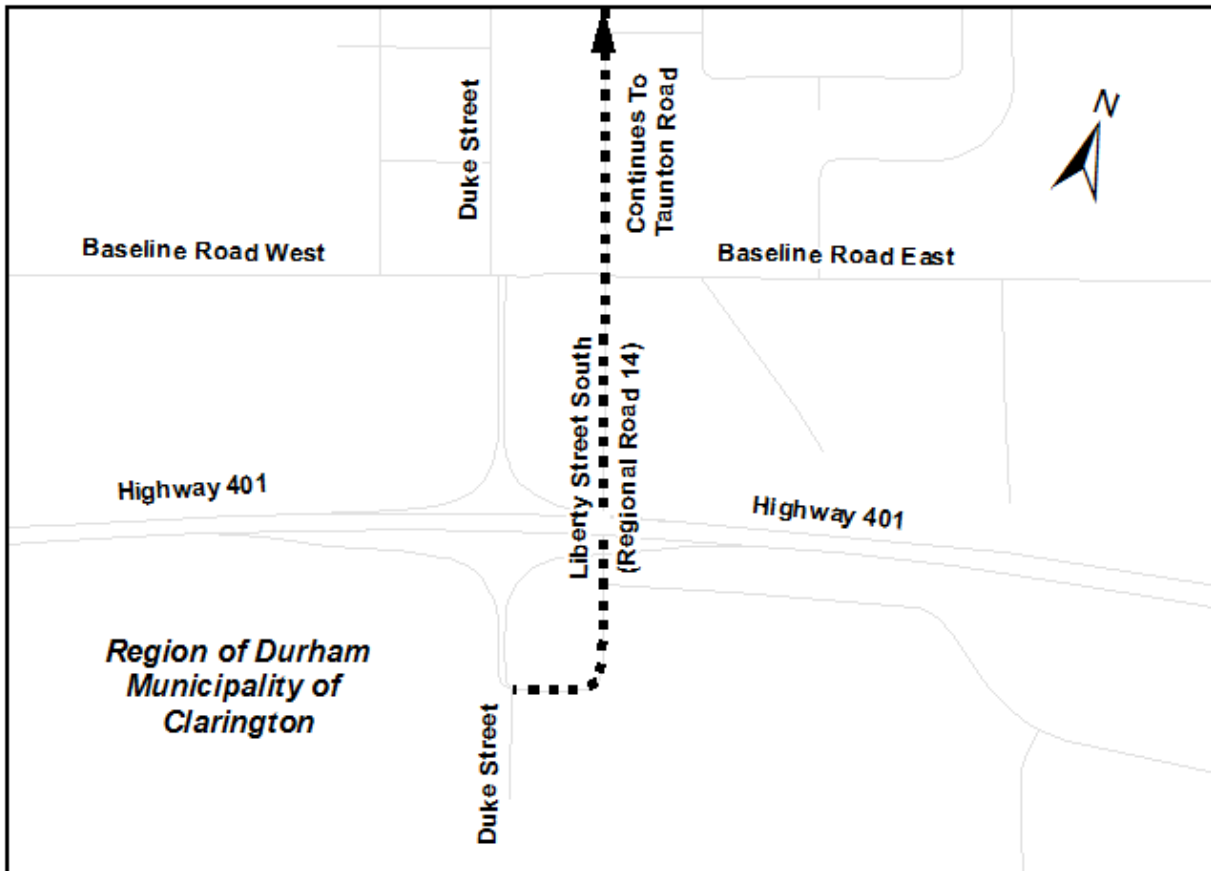 N
Duke Street
Continues To
Taunton Road
Baseline Road West
Baseline Road East
Liberty Street South
(Regional Road 14)
Highway 401
Highway 401
Region of Durham
Municipality of
Clarington
Duke Street